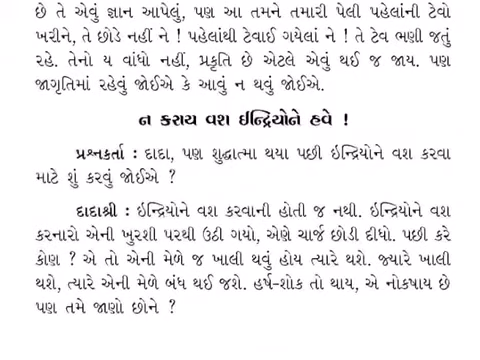 છે તે એવું જ્ઞાન આપેલું, પણ આ તમને તમારી પેલી પહેલાંની ટેવો
ખરીને, તે છોડે નહીં ને ! પહેલાંથી ટેવાઈ ગયેલાં ને ! તે ટેવ ભણી જતું
રહે. તેનો ય વાંધો નહીં, પ્રકૃતિ છે એટલે એવું થઈ જ જાય. પણ
જાગૃતિમાં રહેવું જોઈએ કે આવું ન થવું જોઈએ.
ન કરાય વશ ઈન્દ્રિયોને હવે !
પ્રશ્નકર્તા : દાદા, પણ શુદ્ધાત્મા થયા પછી ઇન્દ્રિયોને વશ કરવા
માટે શું કરવું જોઈએ ?
દાદાશ્રી : ઇન્દ્રિયોને વશ કરવાની હોતી જ નથી. ઇન્દ્રિયોને વશ
કરનારો એની ખુરશી પરથી ઉઠી ગયો, એણે ચાર્જ છોડી દીધો. પછી કરે
કોણ ? એ તો એની મેળે જ ખાલી થવું હોય ત્યારે થશે. જ્યારે ખાલી
થશે, ત્યારે એની મેળે બંધ થઈ જશે. હર્ષ-શોક તો થાય, એ નોકષાય છે
પણ તમે જાણો છોને ?